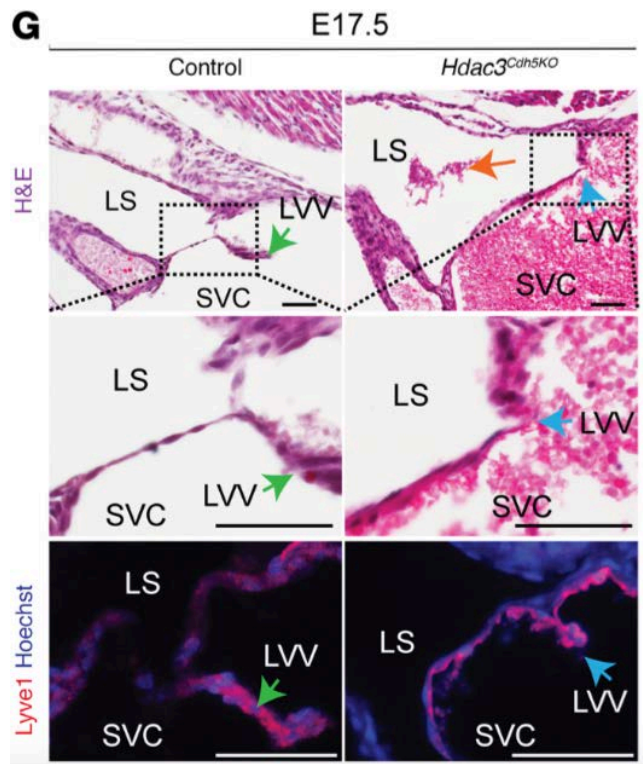 G
E17.5
Control Hdac3Cdh5KO
H&E
LS LVV SVC
LS LVV SVC
LS LVV SVC
LS LVV SVC
Lyve1 Hoechst
LS LVV SVC
LS LVV SVC